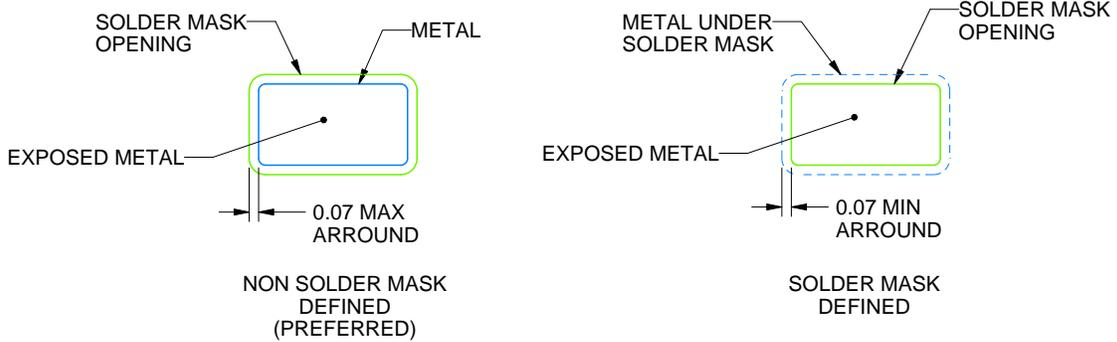 SOLDER MASK
OPENING
METAL
EXPOSED METAL
0.07 MAX
ARROUND
NON SOLDER MASK
DEFINED
(PREFERRED)
METAL UNDER
SOLDER MASK
SOLDER MASK
OPENING
EXPOSED METAL
0.07 MIN
ARROUND
SOLDER MASK
DEFINED